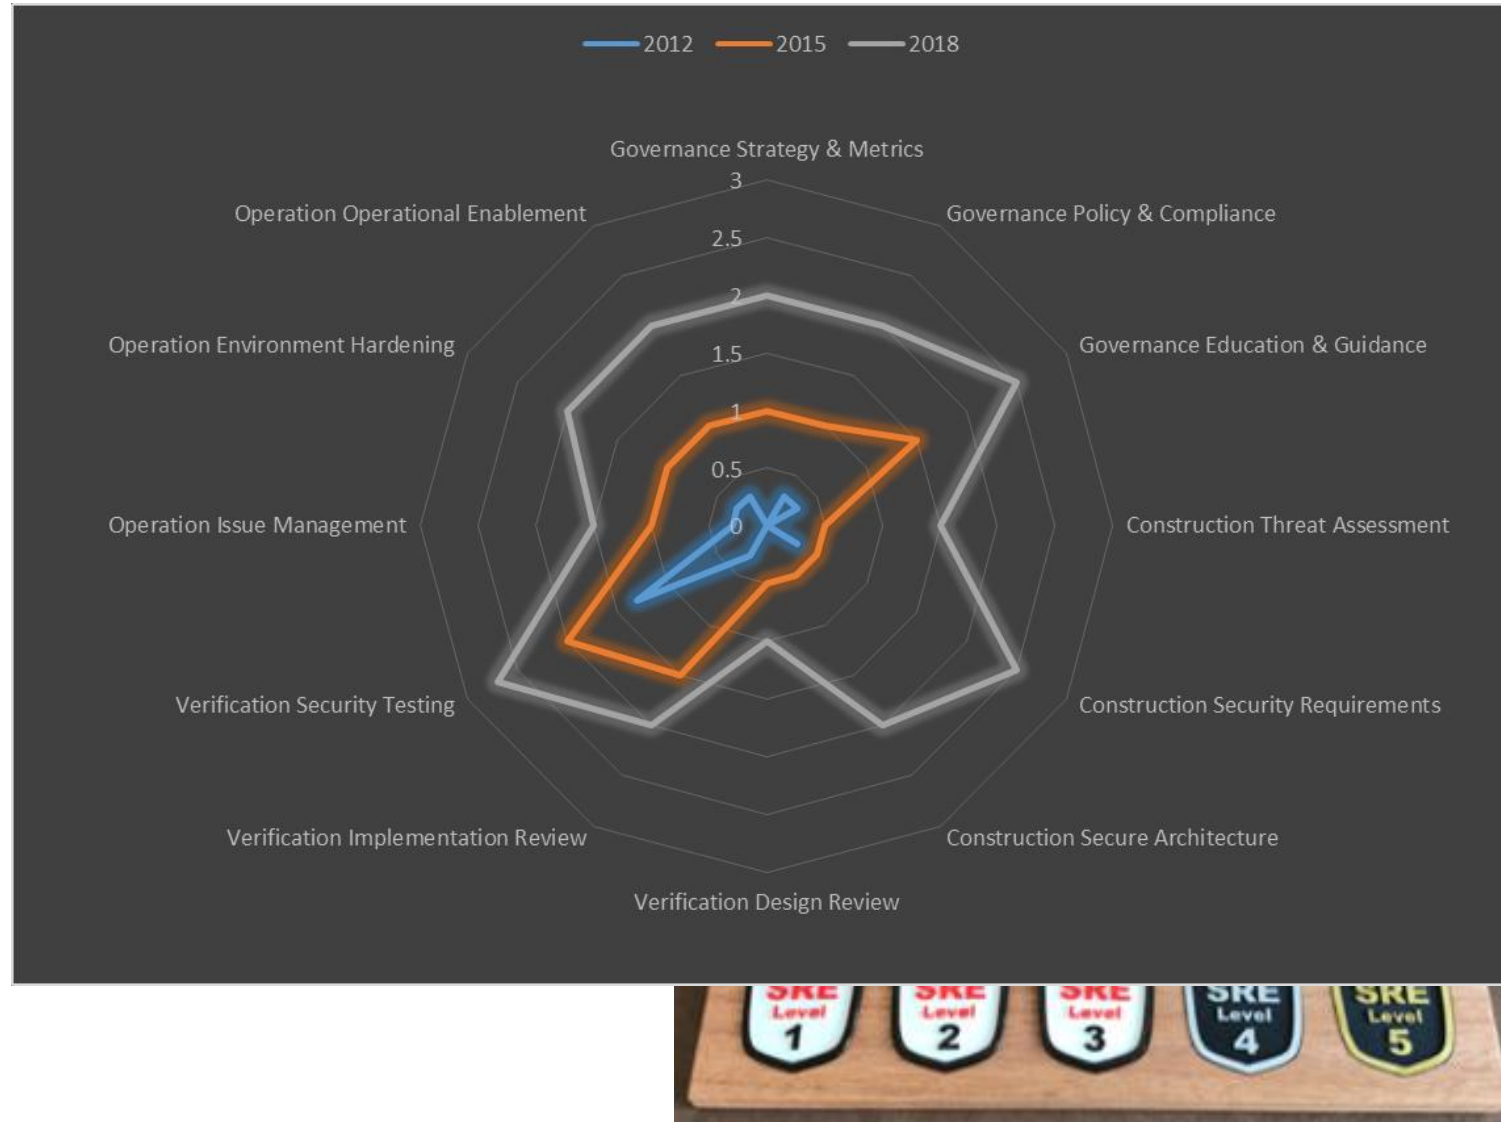 2012 2015 2018
Governance Strategy & Metrics
3
Operation Operational Enablement
Governance Policy & Compliance
2.5
2
Operation Environment Hardening
1.5
Governance Education & Guidance
1
0.5
Operation Issue Management
0
Construction Threat Assessment
Verification Security Testing
Construction Security Requirements
Verification Implementation Review
Construction Secure Architecture
Verification Design Review
SRE SRE SRE SRE SRE
Level Level Level Level Level
1 2 3 4 5